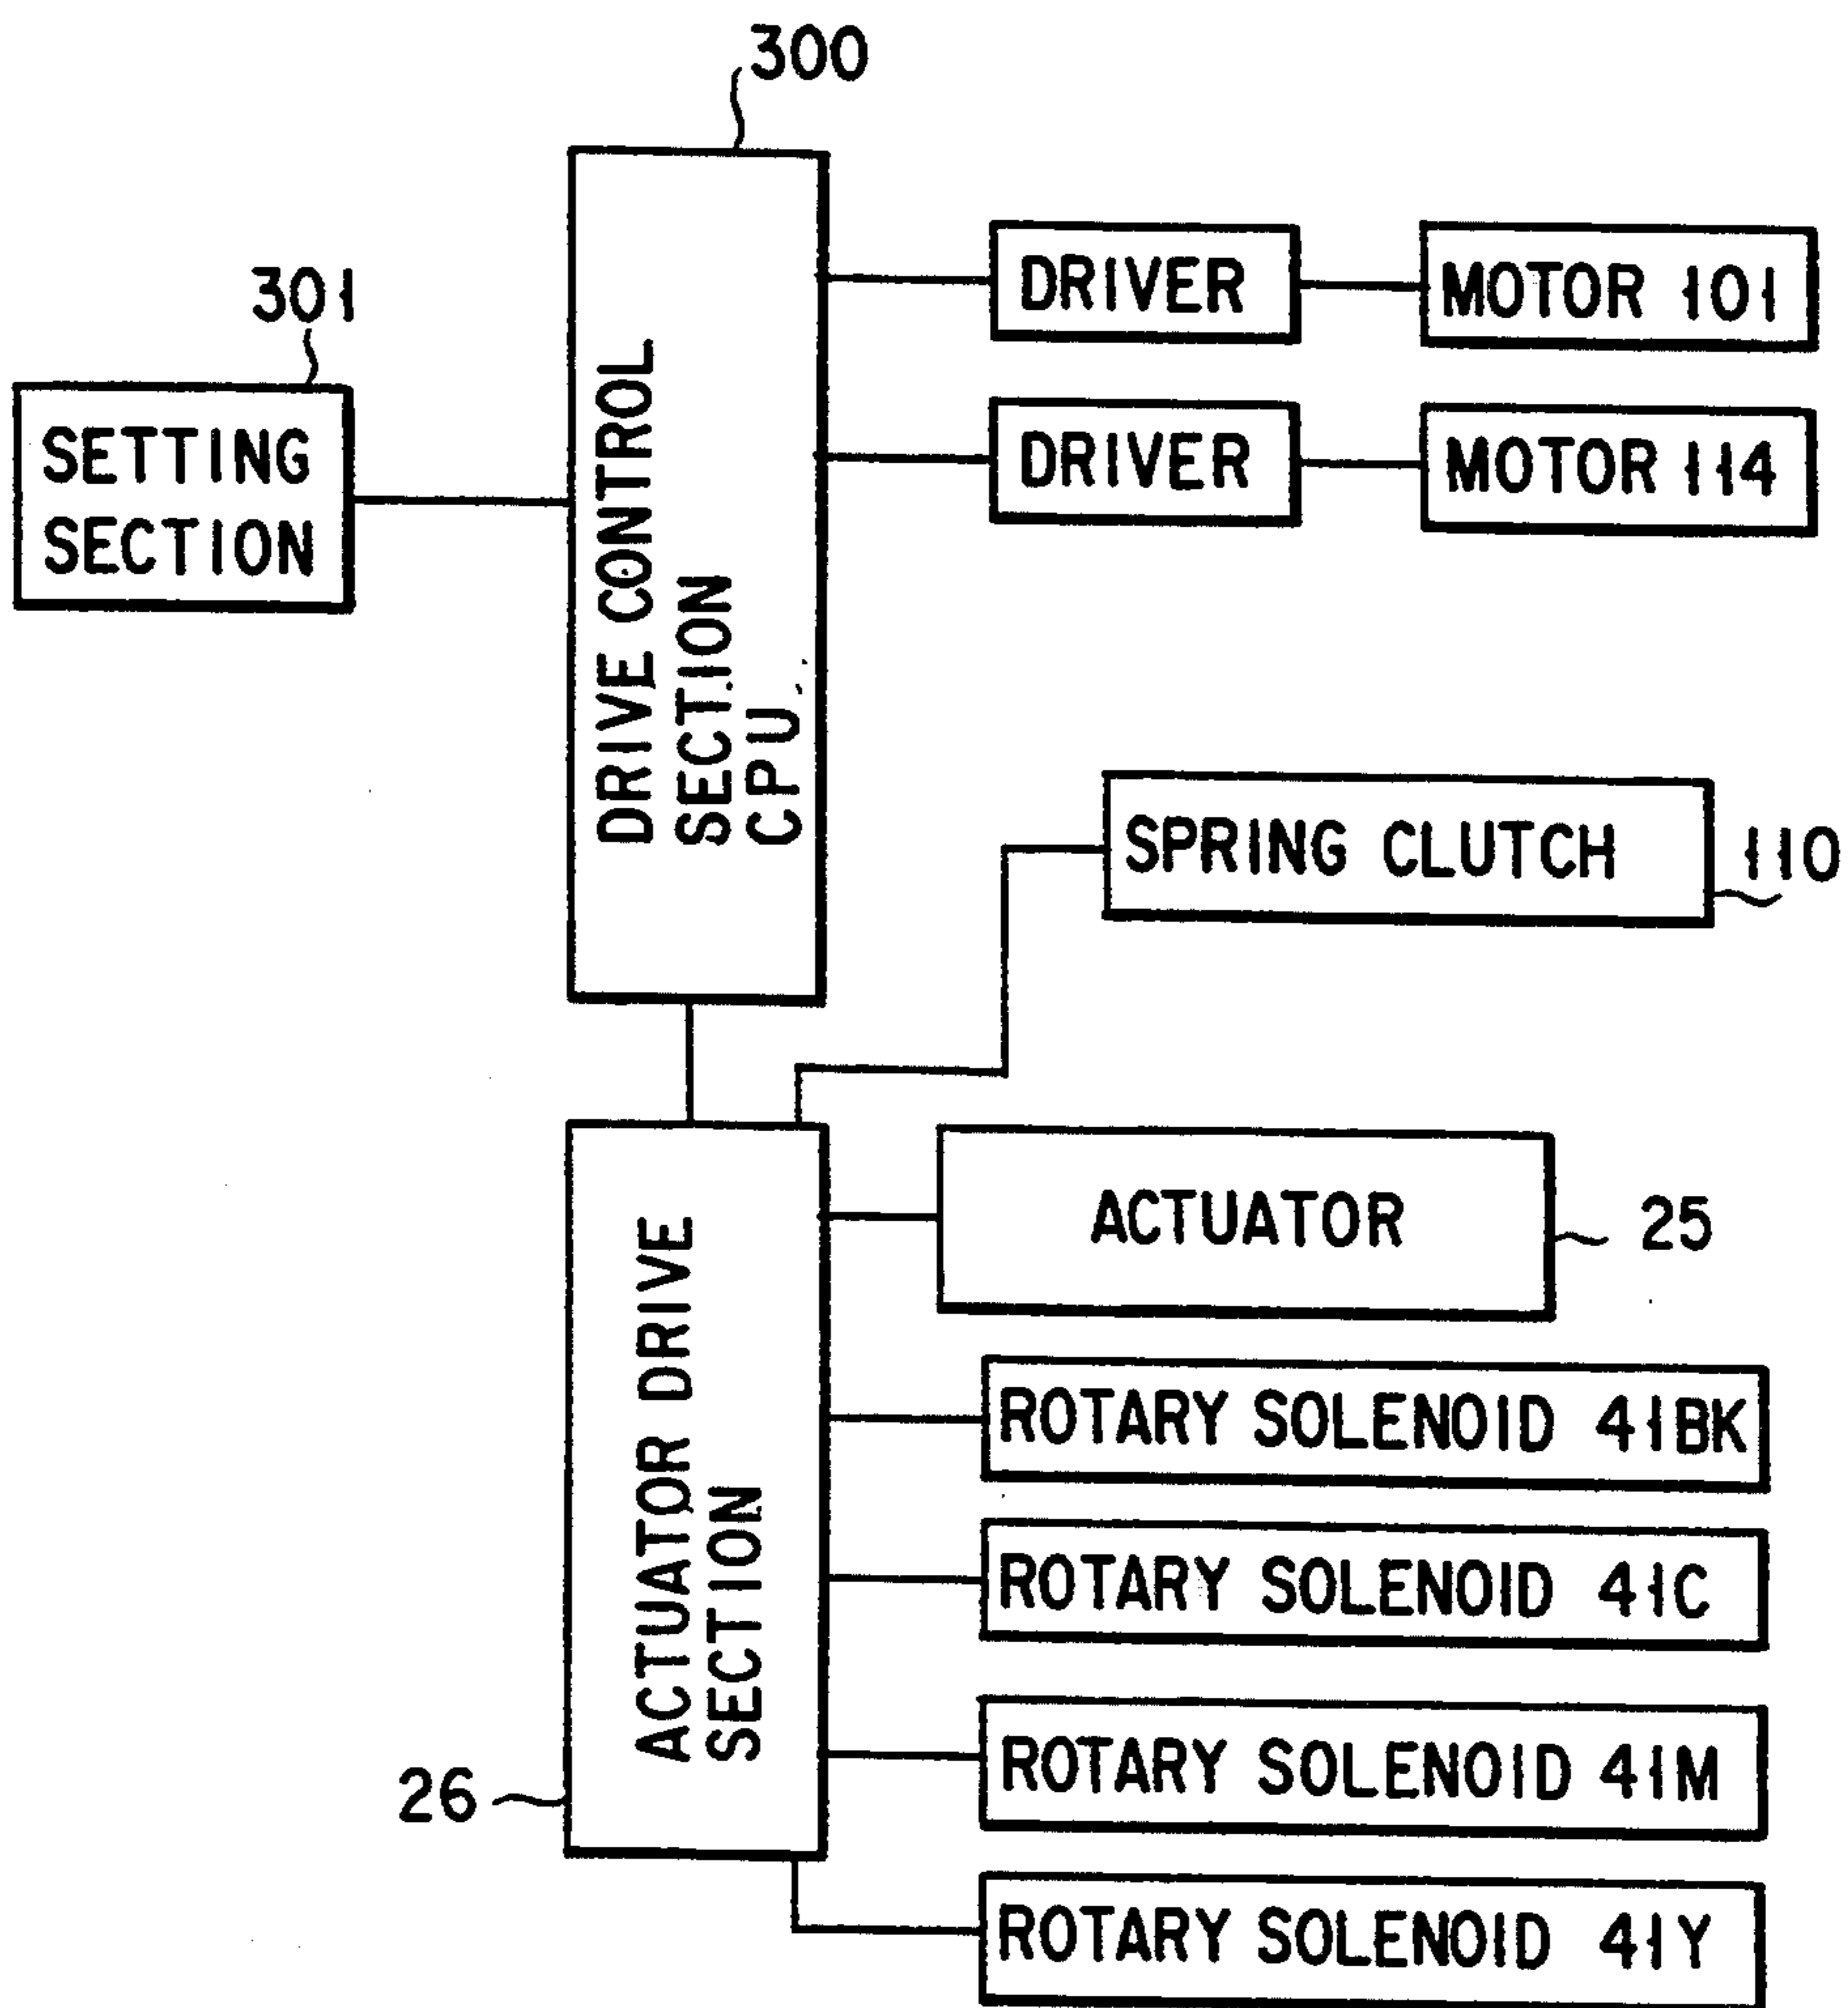 300
301
SETTING
SECTION
DRIVE CONTROL
SECTION
CPU
DRIVER
MOTOR 101
DRIVER
MOTOR 114
SPRING CLUTCH
110
ACTUATOR DRIVE
SECTION
26
ACTUATOR
25
ROTARY SOLENOID 41BK
ROTARY SOLENOID 41C
ROTARY SOLENOID 41M
ROTARY SOLENOID 41Y